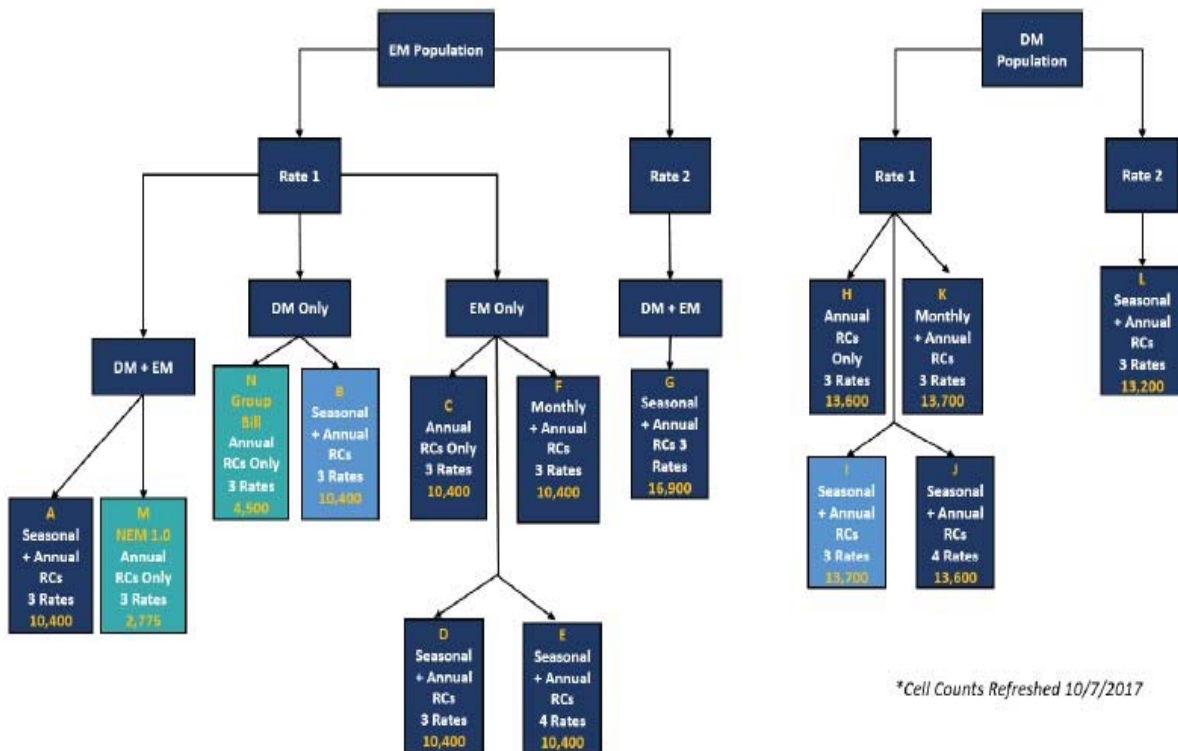 EM Population
DM
Population
Rate 1
Rate 2
Rate 1
Rate 2
DM Only
EM Only
DM + EM
DM + EM
H
Annual
RCs
Only
3 Rates
13,600
K
Monthly
+ Annual
RCs
3 Rates
13,700
L
Seasonal
+ Annual
RCs
3 Rates
13,200
N
Group
Bill
Annual
RCs Only
3 Rates
4,500
B
Seasonal
+ Annual
RCs
3 Rates
10,400
C
Annual
RCs Only
3 Rates
10,400
F
Monthly
+ Annual
RCs
3 Rates
10,400
G
Seasonal
+ Annual
RCs 3
Rates
16,900
I
Seasonal
+ Annual
RCs
3 Rates
13,700
J
Seasonal
+ Annual
RCs
4 Rates
13,600
A
Seasonal
+ Annual
RCs
3 Rates
10,400
M
NEM 1.0
Annual
RCs Only
3 Rates
2,775
D
Seasonal
+ Annual
RCs
3 Rates
10,400
E
Seasonal
+ Annual
RCs
4 Rates
10,400
*Cell Counts Refreshed 10/7/2017